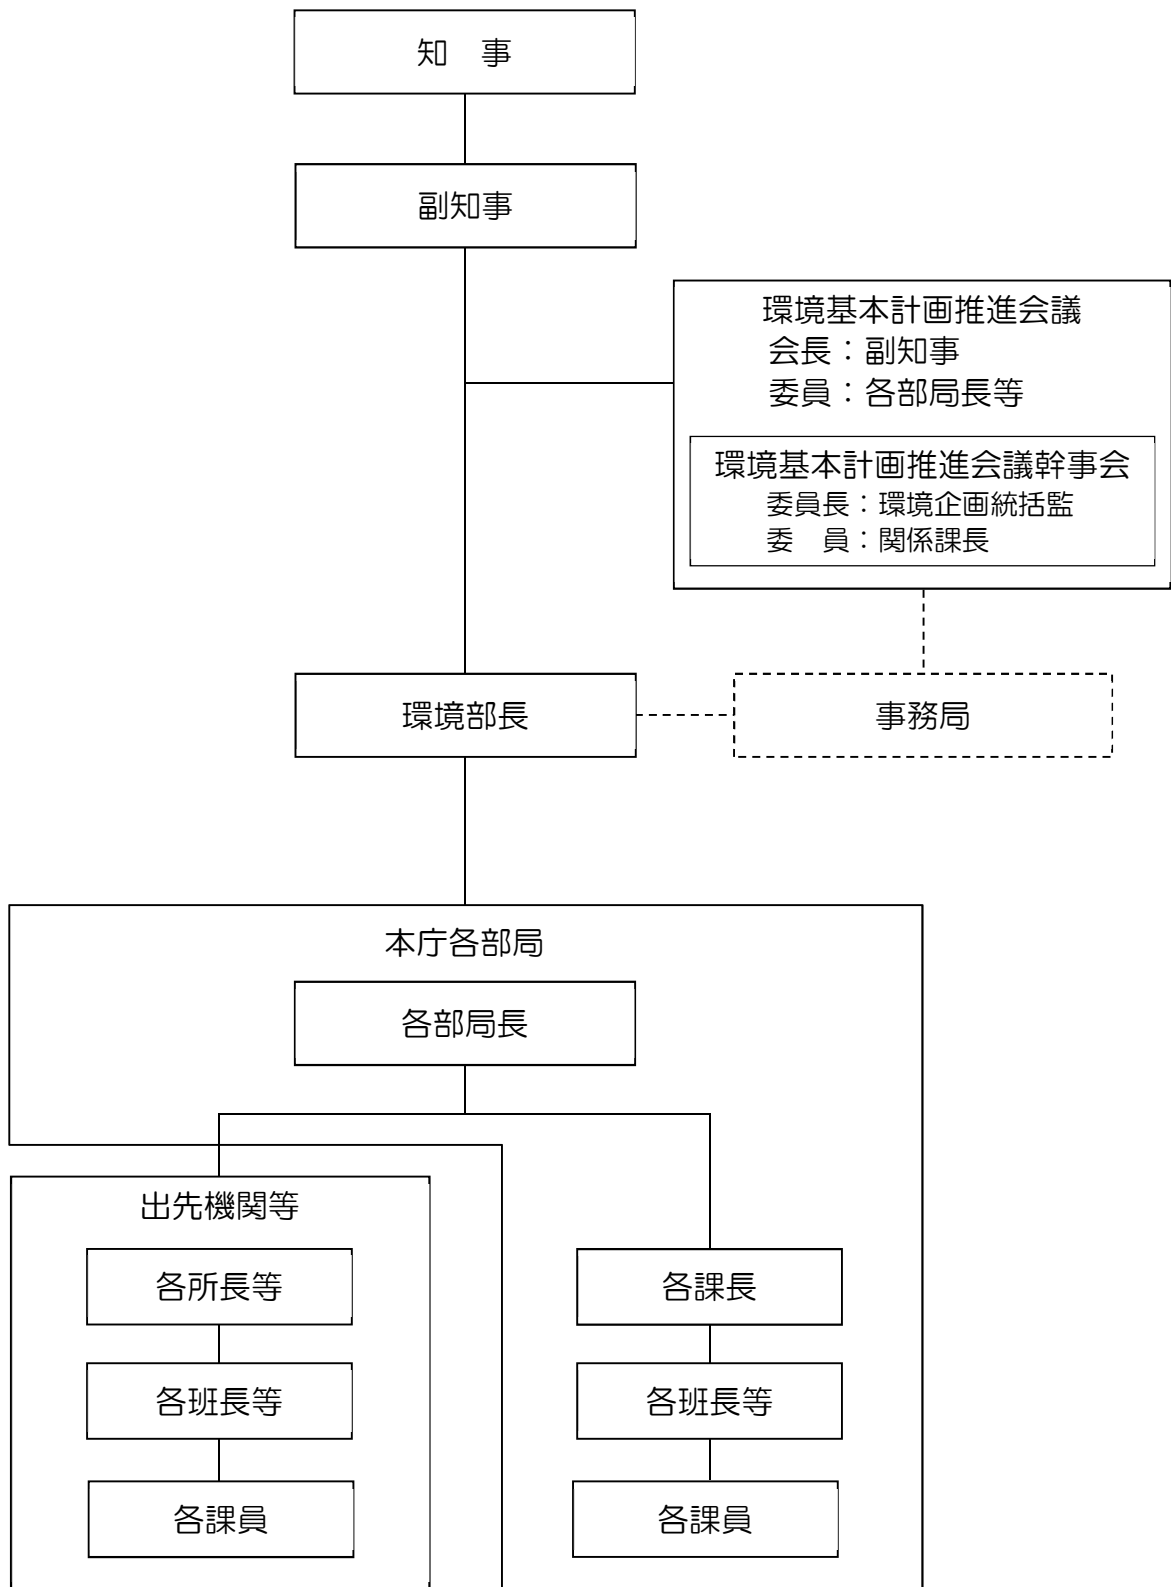 知　事
副知事
環境基本計画推進会議
会長：副知事
委員：各部局長等
環境基本計画推進会議幹事会
委員長：環境企画統括監
委　員：関係課長
環境部長
事務局
本庁各部局
各部局長
出先機関等
各所長等
各課長
各班長等
各班長等
各課員
各課員